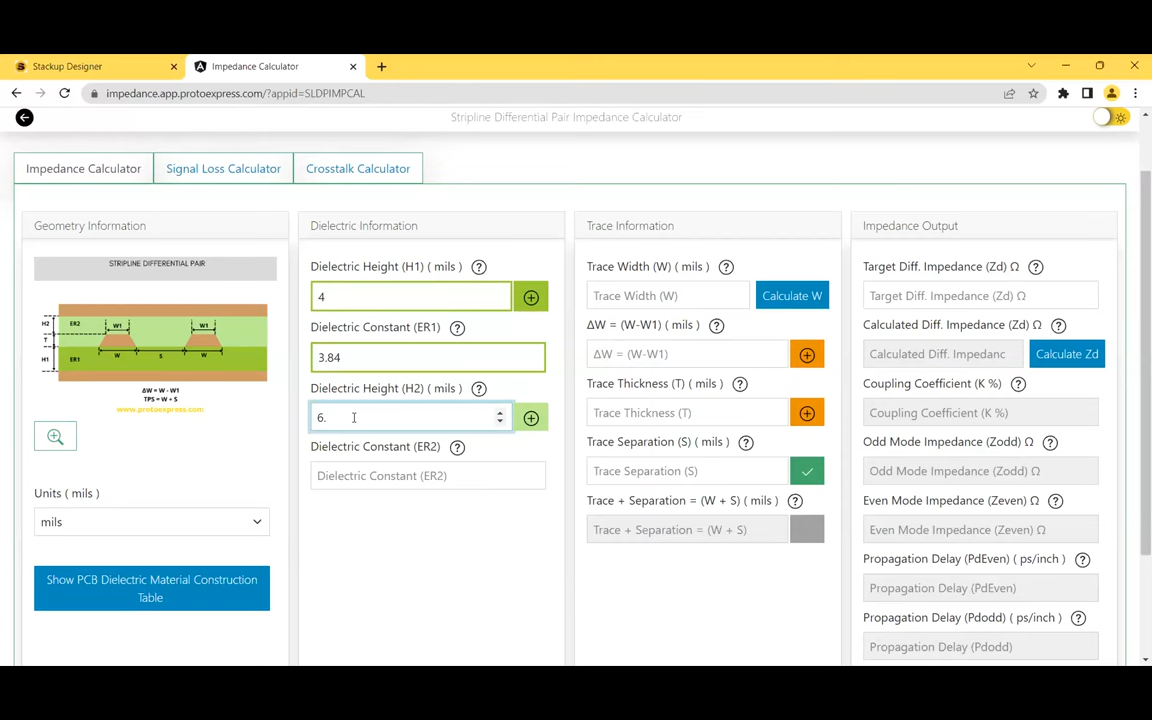 Stackup Designer
Impedance Calculator
impedance.app.protoexpress.com/?appid=SLDPIMPCAL
Stripline Differential Pair Impedance Calculator
Impedance Calculator
Signal Loss Calculator
Crosstalk Calculator
Geometry Information
STRIPLINE DIFFERENTIAL PAIR
H2
ER2
W1
W1
T
H1
ER1
W
S
W
ΔW = W - W1
TPS = W + S
www.protoexpress.com
Units ( mils )
mils
Show PCB Dielectric Material Construction
Table
Dielectric Information
Dielectric Height (H1) ( mils )
4
Dielectric Constant (ER1)
3.84
Dielectric Height (H2) ( mils )
6.
Dielectric Constant (ER2)
Dielectric Constant (ER2)
Trace Information
Trace Width (W) ( mils )
Trace Width (W)
Calculate W
ΔW = (W-W1) ( mils )
ΔW = (W-W1)
Trace Thickness (T) ( mils )
Trace Thickness (T)
Trace Separation (S) ( mils )
Trace Separation (S)
Trace + Separation = (W + S) ( mils )
Trace + Separation = (W + S)
Impedance Output
Target Diff. Impedance (Zd) Ω
Target Diff. Impedance (Zd) Ω
Calculated Diff. Impedance (Zd) Ω
Calculated Diff. Impedanc
Calculate Zd
Coupling Coefficient (K %)
Coupling Coefficient (K %)
Odd Mode Impedance (Zodd) Ω
Odd Mode Impedance (Zodd) Ω
Even Mode Impedance (Zeven) Ω
Even Mode Impedance (Zeven) Ω
Propagation Delay (PdEven) ( ps/inch )
Propagation Delay (PdEven)
Propagation Delay (Pdodd) ( ps/inch )
Propagation Delay (Pdodd)